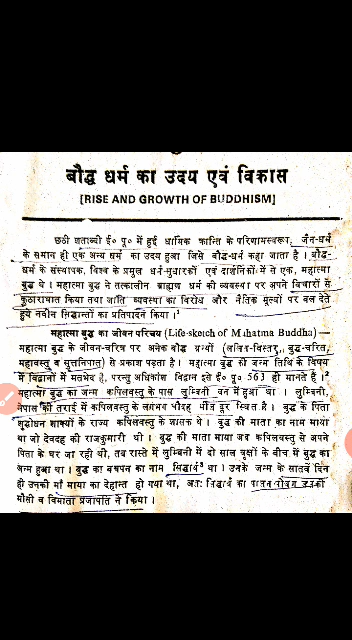 बौद्ध धर्म का उदय एवं विकास
[RISE AND GROWTH OF BUDDHISM]
छठी शताब्दी ई० पू० में हुई धार्मिक क्रान्ति के परिणामस्वरूप, जैन-धर्म
के समान ही एक अन्य धर्म का उदय हुआ जिसे बौद्ध-धर्म कहा जाता है । बौद्ध-
धर्म के संस्थापक, विश्व के प्रमुख धर्म-सुधारकों एवं दार्शनिकों में से एक, महात्मा
बुद्ध थे । महात्मा बुद्ध ने तत्कालीन ब्राह्मण धर्म की व्यवस्था पर अपने विचारों से
कुठाराघात किया तथा जाति व्यवस्था का विरोध और नैतिक मूल्यों पर बल देते
हुये नवीन सिद्धान्तों का प्रतिपादन किया ।¹
महात्मा बुद्ध का जीवन परिचय (Life-sketch of Mahatma Buddha)—
महात्मा बुद्ध के जीवन-चरित्र पर अनेक बौद्ध ग्रन्थों (ललित-विस्तर, बुद्ध-चरित,
महावस्तु व सुत्तनिपात) से प्रकाश पड़ता है । महात्मा बुद्ध की जन्म तिथि के विषय
में विद्वानों में मतभेद है, परन्तु अधिकांश विद्वान इसे ई० पू० 563 ही मानते हैं ।²
महात्मा बुद्ध का जन्म कपिलवस्तु के पास लुम्बिनी वन में हुआ था । लुम्बिनी,
नेपाल की तराई में कपिलवस्तु के लगभग चौदह मील दूर स्थित है । बुद्ध के पिता
शुद्धोधन शाक्यों के राज्य कपिलवस्तु के शासक थे । बुद्ध की माता का नाम माया
था जो देवदह की राजकुमारी थी । बुद्ध की माता माया जब कपिलवस्तु से अपने
पिता के घर जा रही थी, तब रास्ते में लुम्बिनी में दो साल वृक्षों के बीच में बुद्ध का
जन्म हुआ था । बुद्ध का बचपन का नाम सिद्धार्थ³ था । उनके जन्म के सातवें दिन
ही उनकी माँ माया का देहान्त हो गया था, अतः सिद्धार्थ का पालन पोषण उनकी
मौसी व विमाता प्रजापति ने किया ।